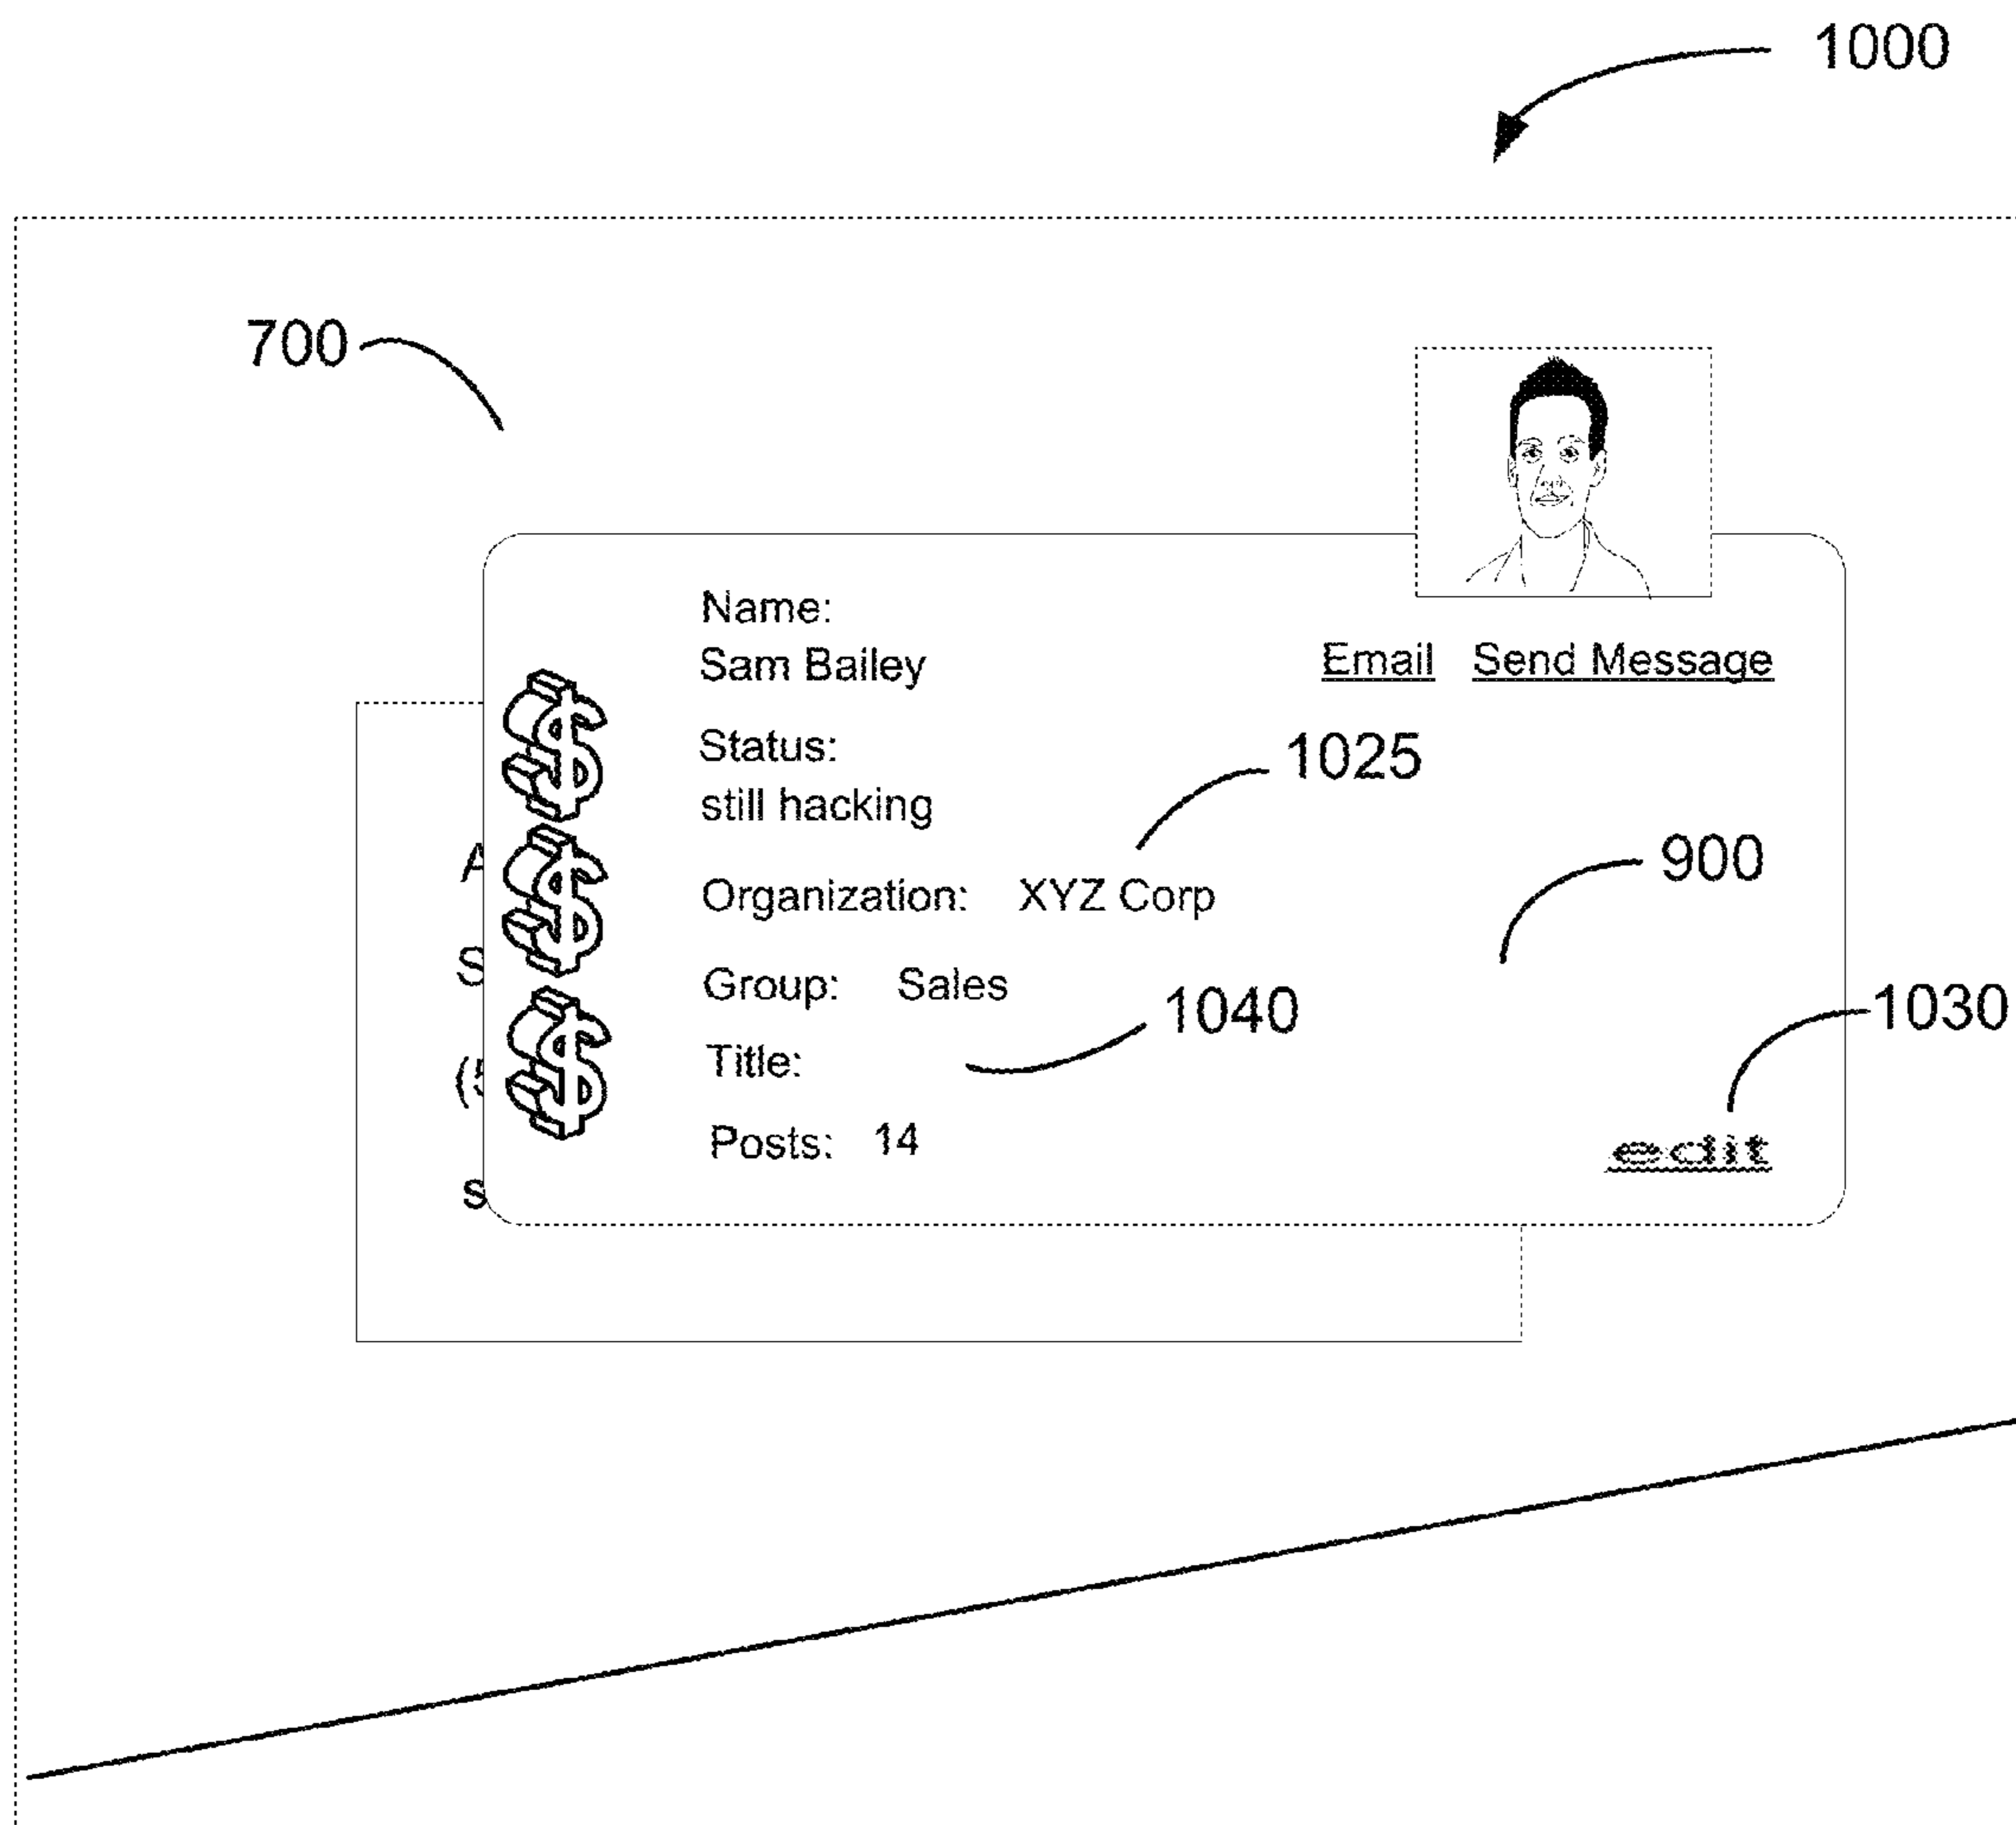 1000
700
Name:
Sam Bailey
Email Send Message
Status:
1025
still hacking
900
Organization: XYZ Corp
Group: Sales
1040
1030
Title:
Posts: 14
edit
A
S
(5
s
$
$
$